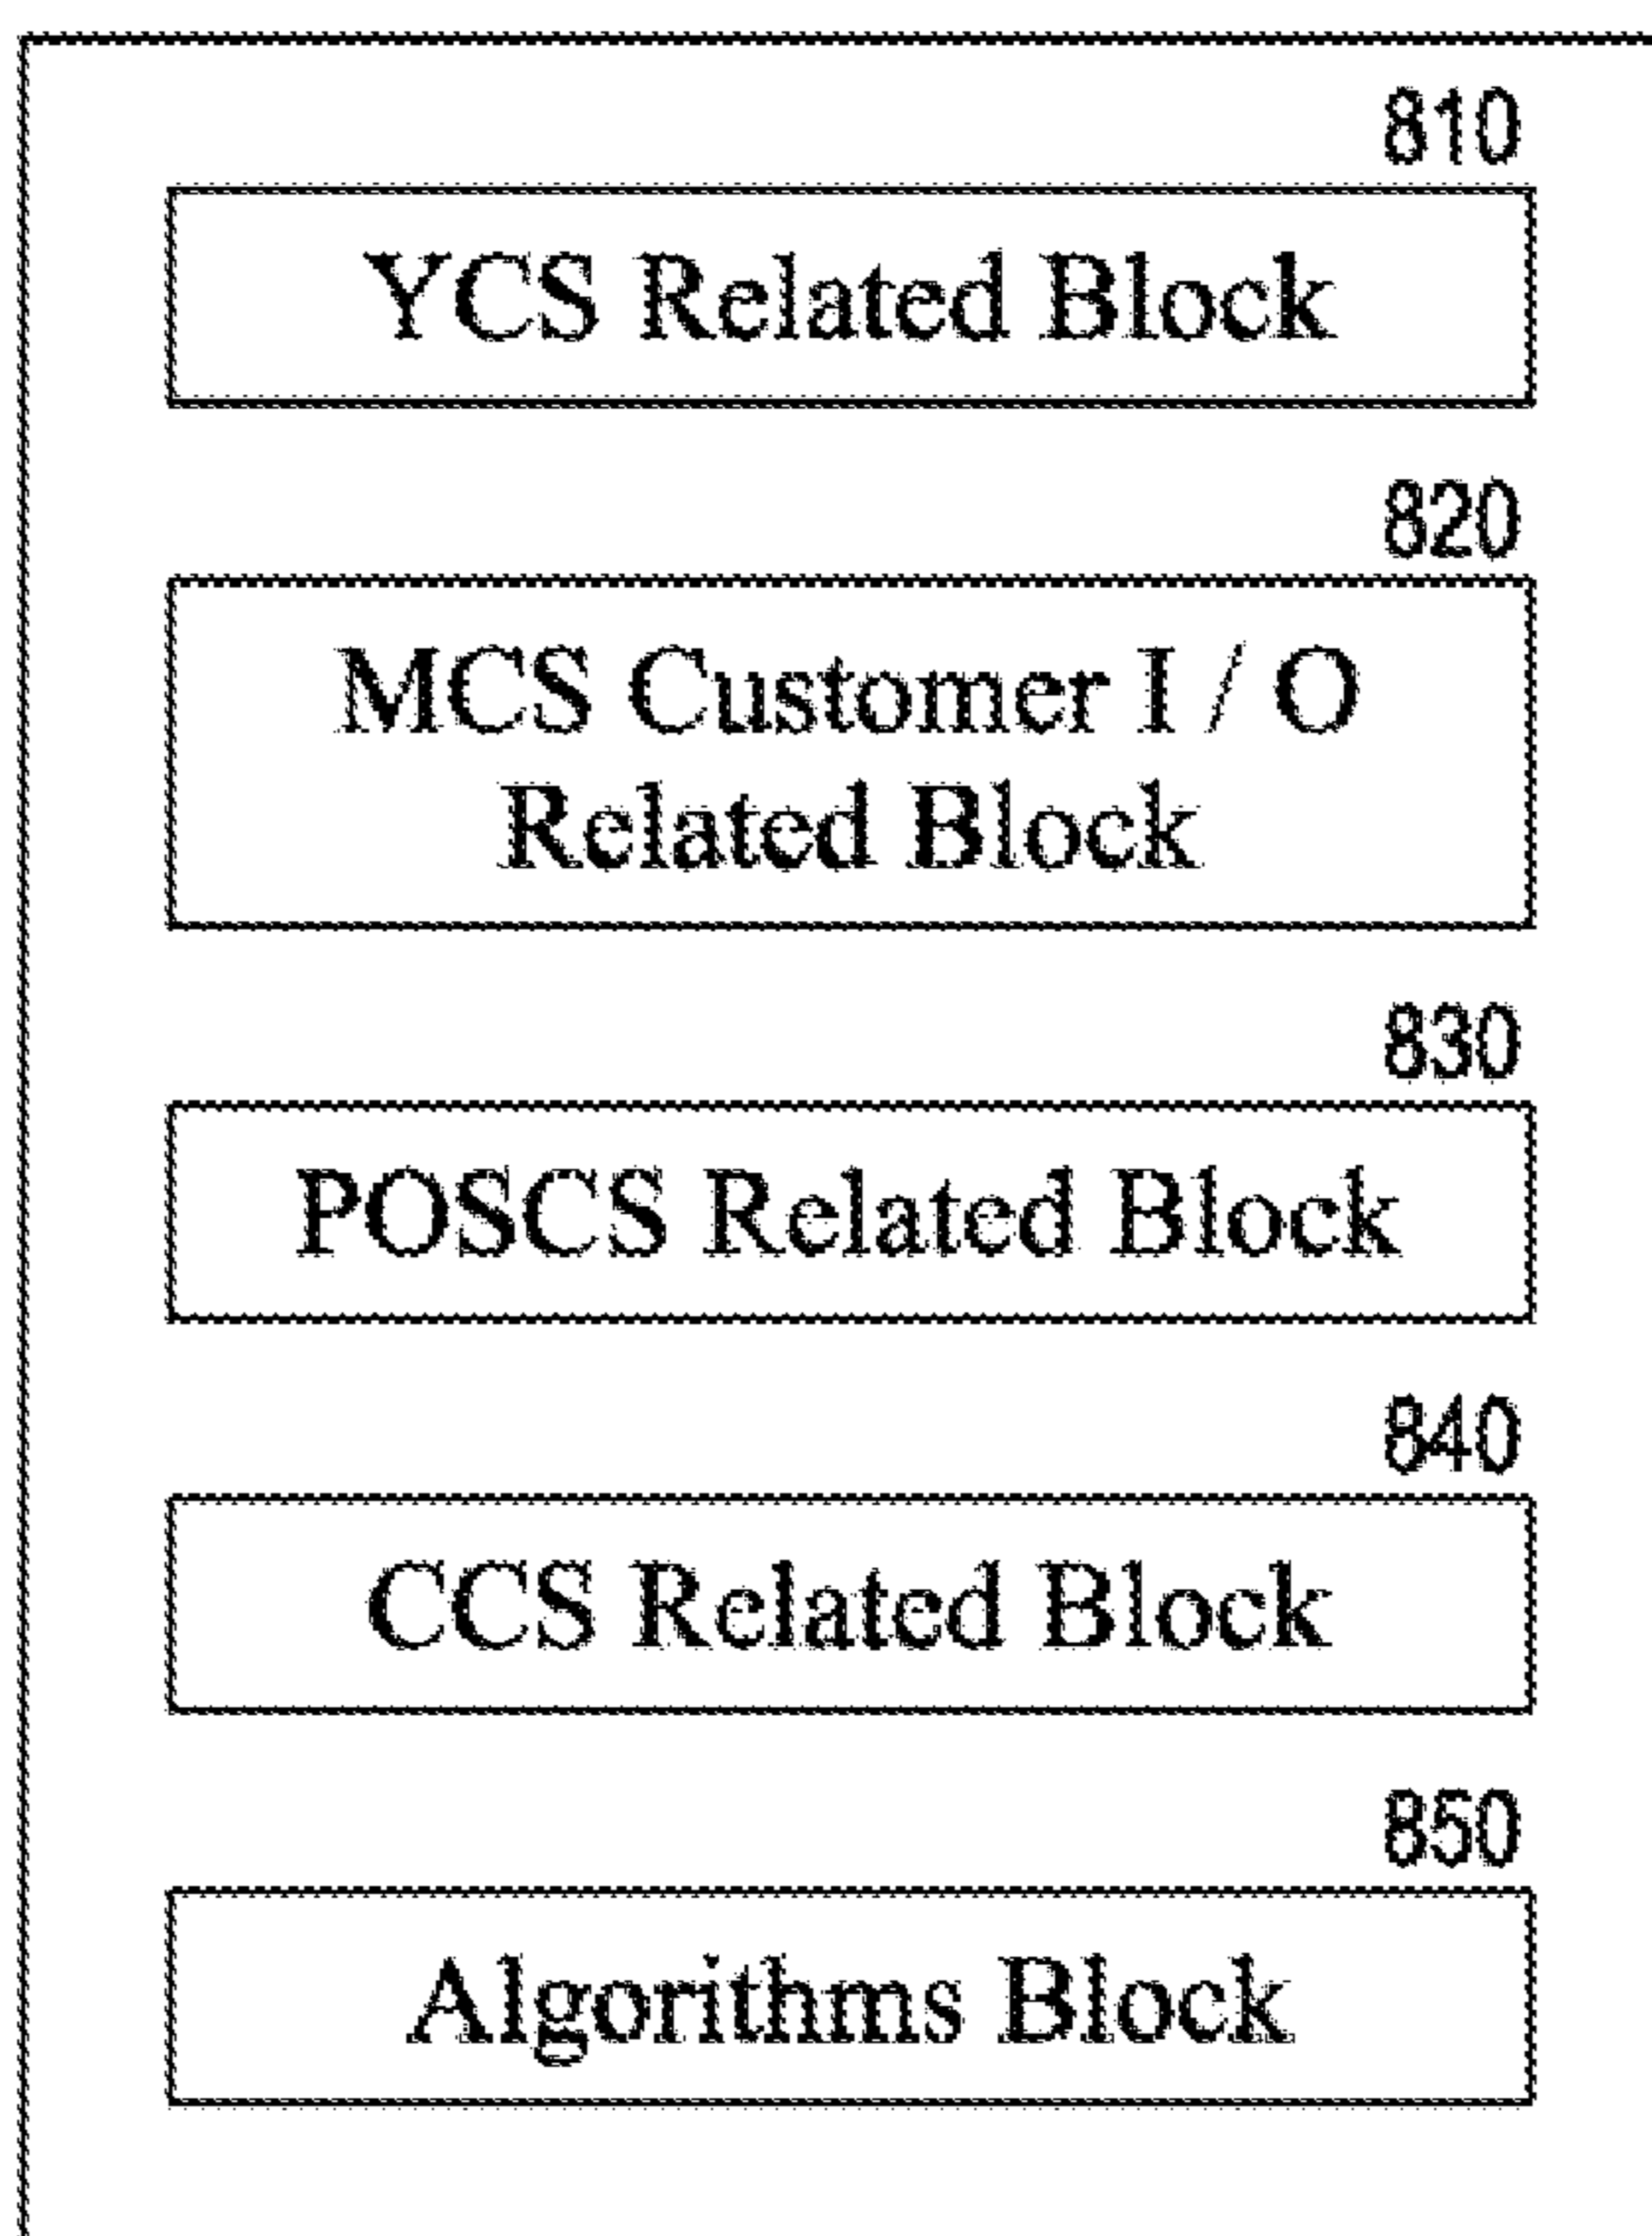 810
YCS Related Block
820
MCS Customer I / O
Related Block
830
POSCS Related Block
840
CCS Related Block
850
Algorithms Block